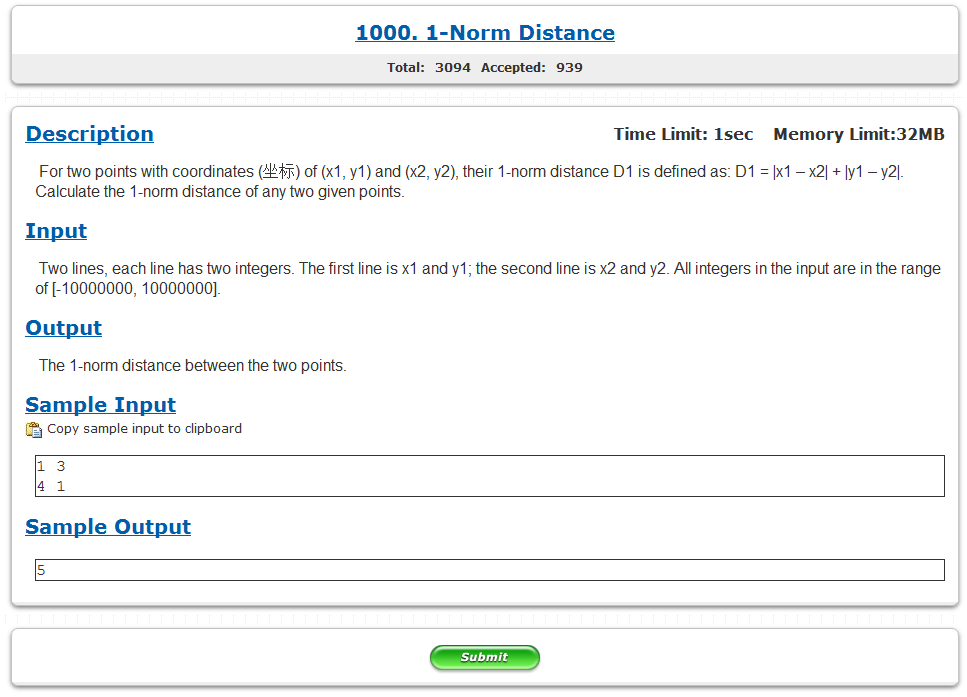 1000. 1-Norm Distance
Total: 3094 Accepted: 939
Description Time Limit: 1sec Memory Limit:32MB
For two points with coordinates (坐标) of (x1, y1) and (x2, y2), their 1-norm distance D1 is defined as: D1 = |x1 – x2| + |y1 – y2|.
Calculate the 1-norm distance of any two given points.
Input
Two lines, each line has two integers. The first line is x1 and y1; the second line is x2 and y2. All integers in the input are in the range
of [-10000000, 10000000].
Output
The 1-norm distance between the two points.
Sample Input
Copy sample input to clipboard
1 3
4 1
Sample Output
5
Submit